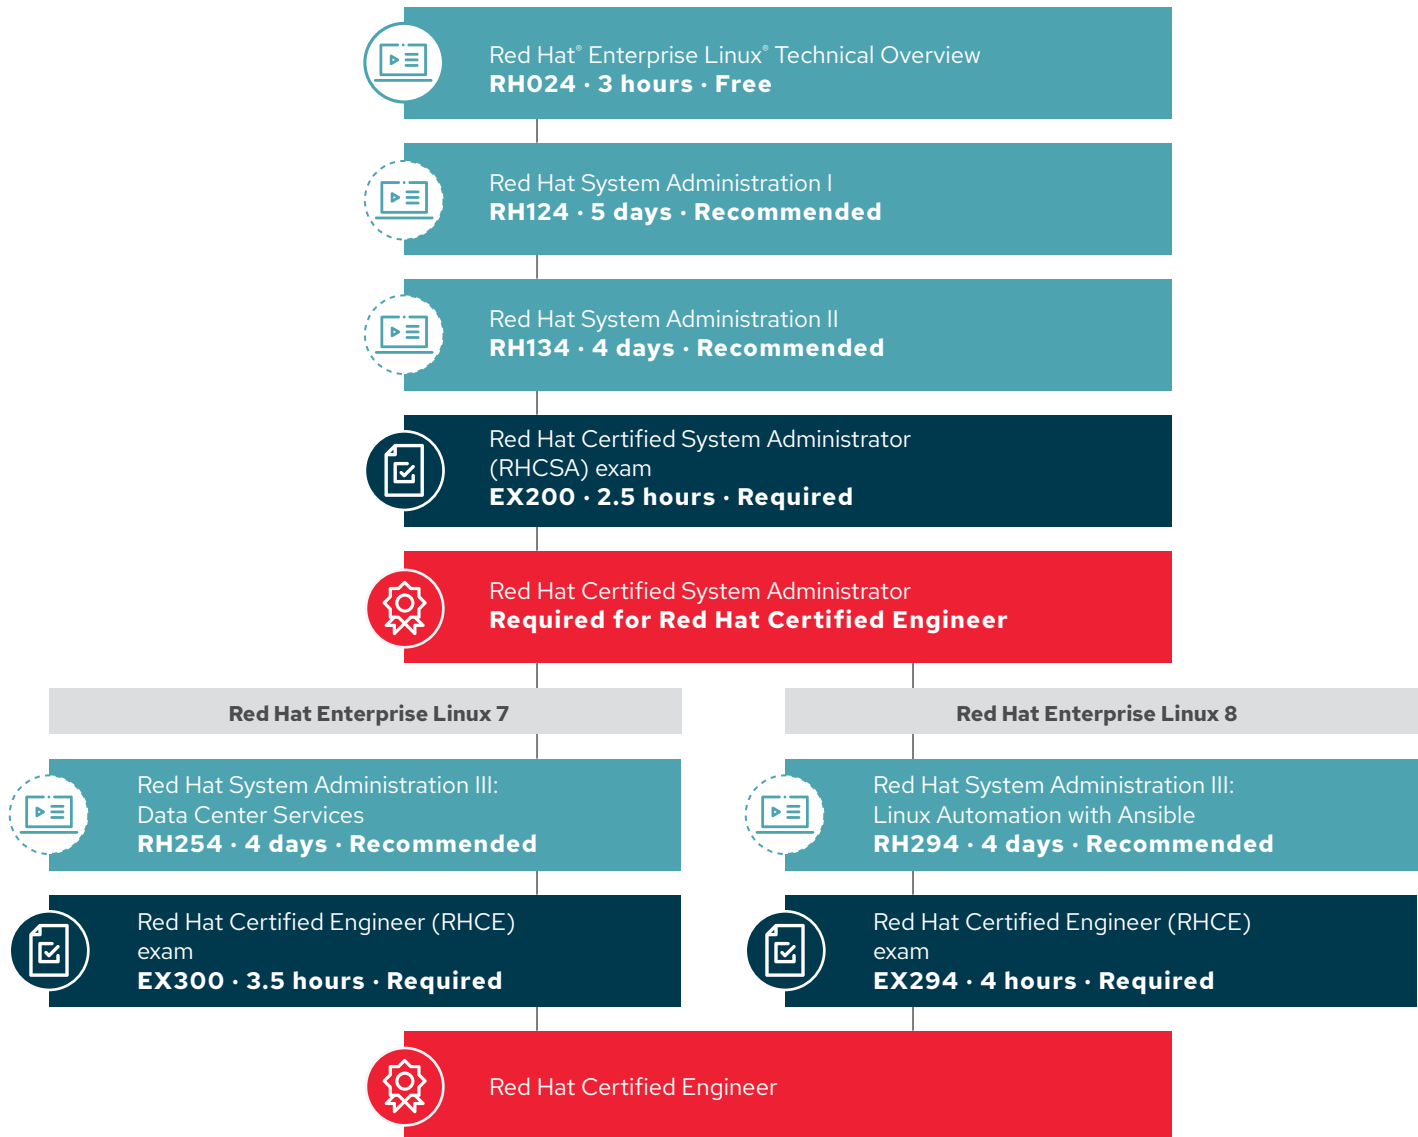 Red Hat® Enterprise Linux® Technical Overview
RH024 · 3 hours · Free
Red Hat System Administration I
RH124 · 5 days · Recommended
Red Hat System Administration II
RH134 · 4 days · Recommended
Red Hat Certified System Administrator
(RHCSA) exam
EX200 · 2.5 hours · Required
Red Hat Certified System Administrator
Required for Red Hat Certified Engineer
Red Hat Enterprise Linux 7
Red Hat System Administration III:
Data Center Services
RH254 · 4 days · Recommended
Red Hat Certified Engineer (RHCE)
exam
EX300 · 3.5 hours · Required
Red Hat Enterprise Linux 8
Red Hat System Administration III:
Linux Automation with Ansible
RH294 · 4 days · Recommended
Red Hat Certified Engineer (RHCE)
exam
EX294 · 4 hours · Required
Red Hat Certified Engineer